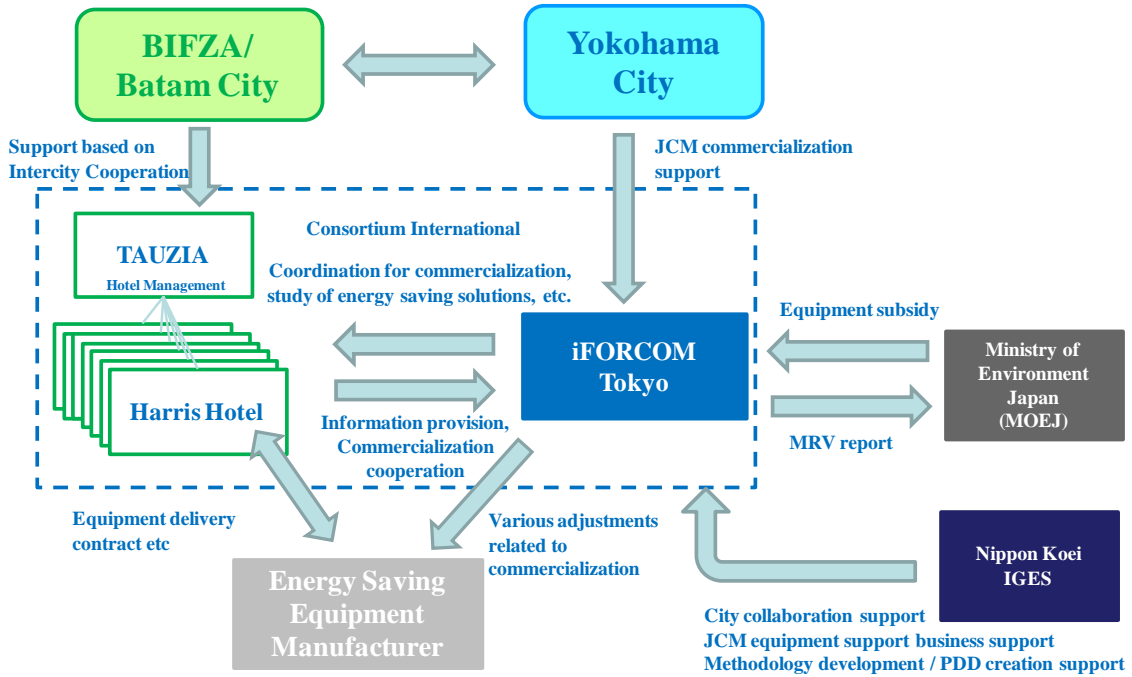 BIFZA/
Batam City
Yokohama
City
Support based on
Intercity Cooperation
JCM commercialization
support
TAUZIA
Hotel Management
Consortium International
Coordination for commercialization,
study of energy saving solutions, etc.
Equipment subsidy
iFORCOM
Tokyo
Ministry of
Environment
Japan
(MOEJ)
Harris Hotel
Information provision,
Commercialization
cooperation
MRV report
Equipment delivery
contract etc
Various adjustments
related to
commercialization
Energy Saving
Equipment
Manufacturer
Nippon Koei
IGES
City collaboration support
JCM equipment support business support
Methodology development / PDD creation support